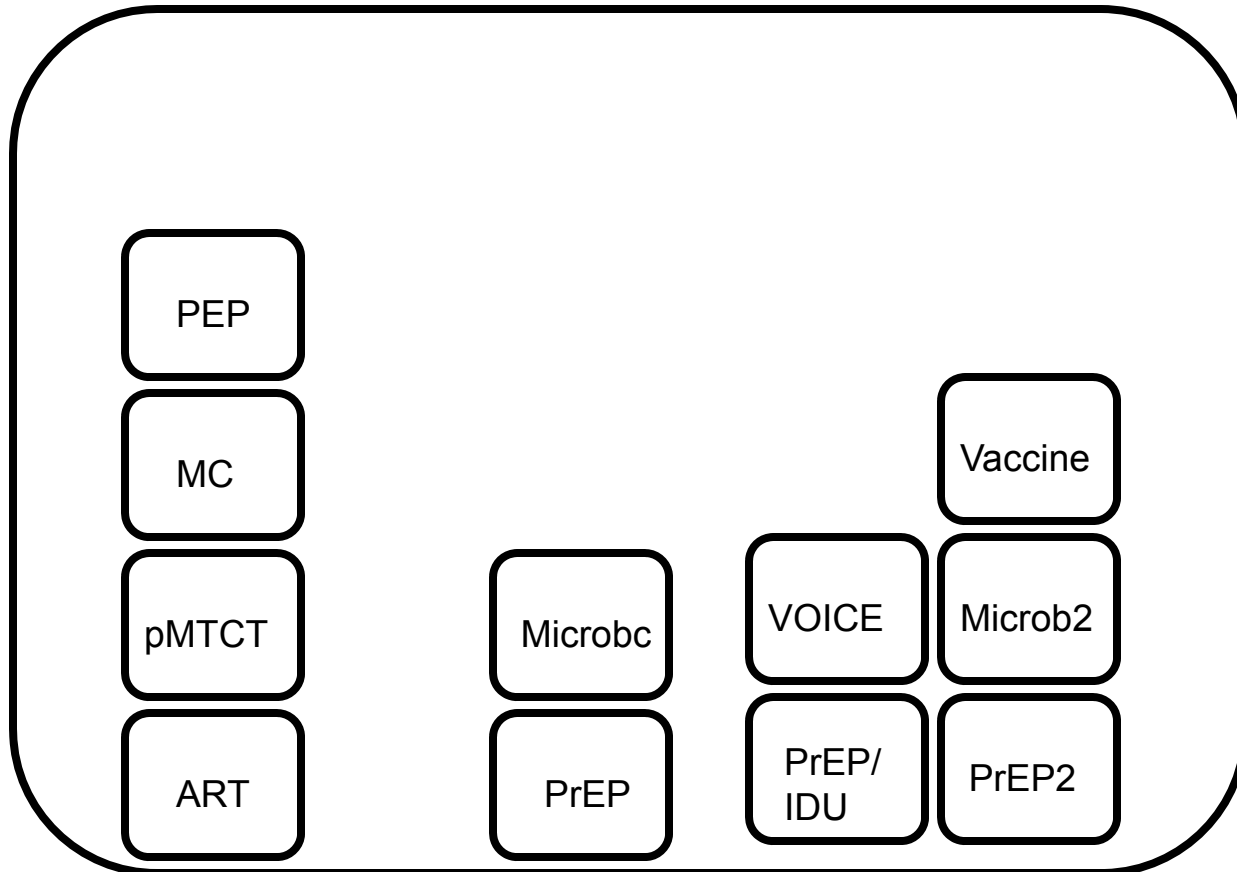 PEP
MC
pMTCT
ART
Microbc
PrEP
VOICE
PrEP/
IDU
Vaccine
Microb2
PrEP2